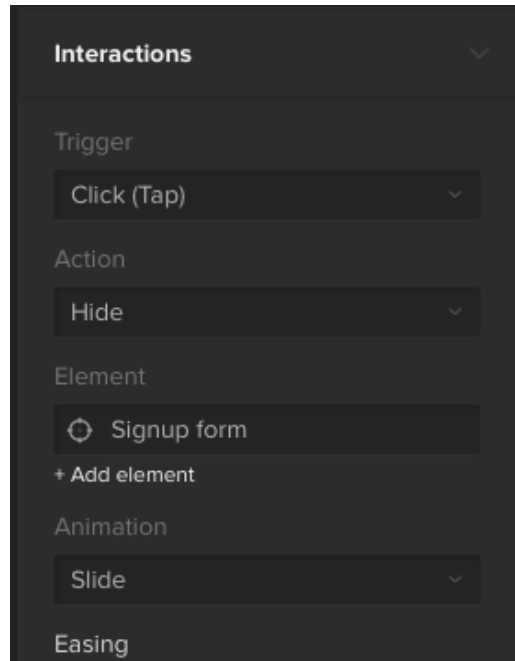 Interactions
Trigger
Click (Tap)
Action
Hide
Element
Signup form
+ Add element
Animation
Slide
Easing